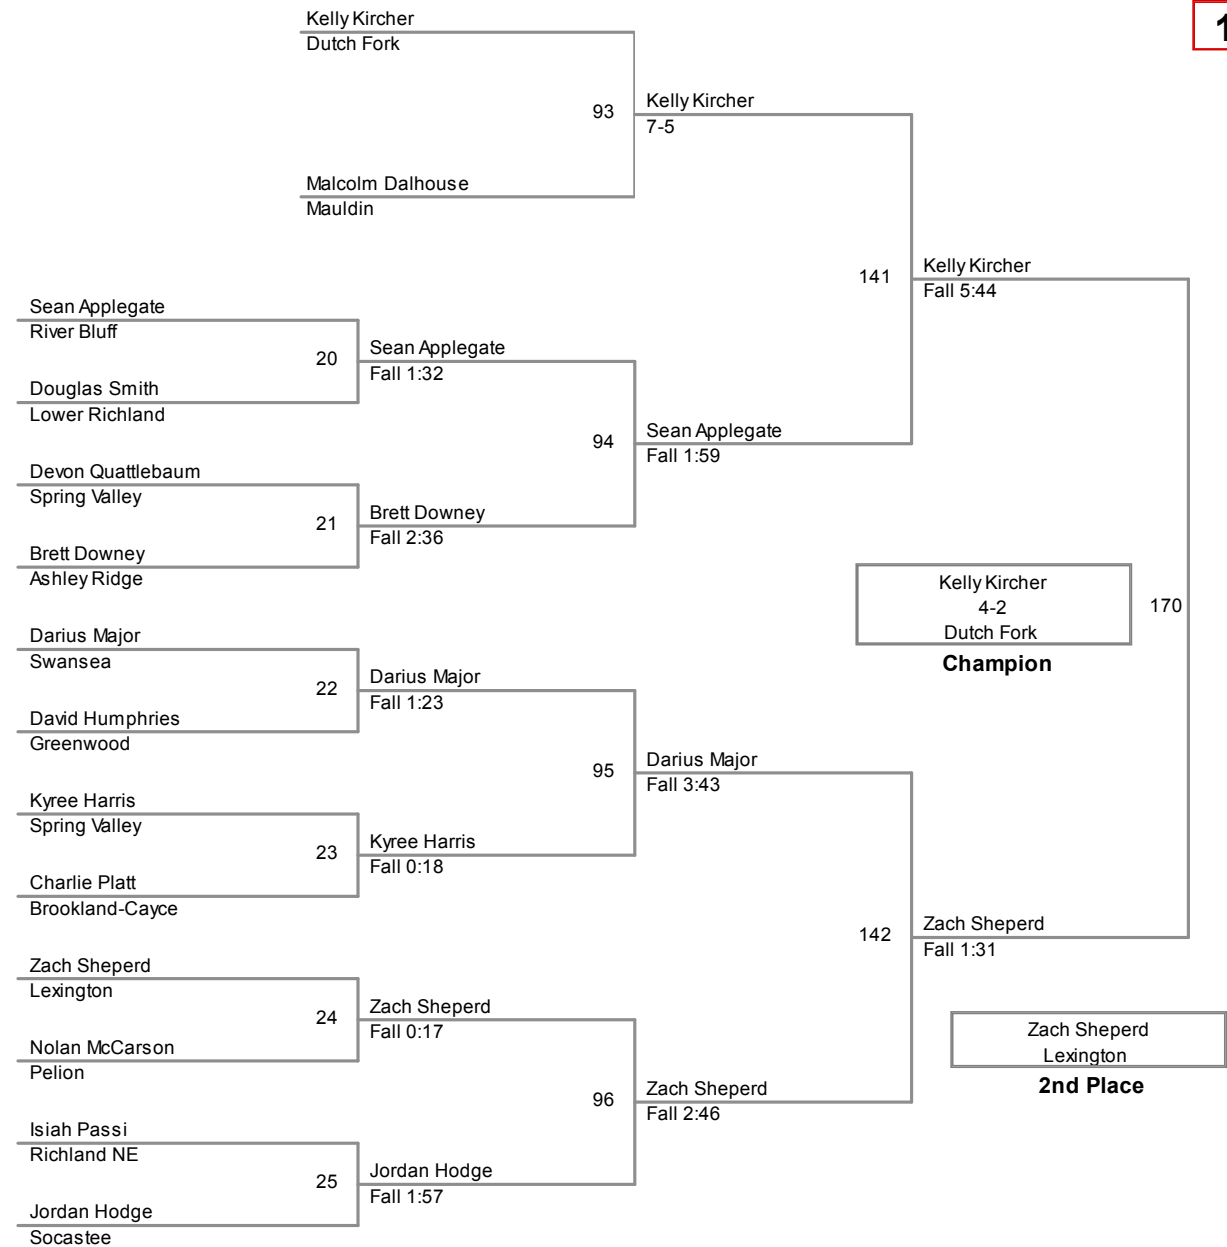 Kelly Kircher
Dutch Fork
1
93
Kelly Kircher
7-5
Malcolm Dalhouse
Mauldin
141
Kelly Kircher
Fall 5:44
Sean Applegate
River Bluff
20
Sean Applegate
Fall 1:32
Douglas Smith
Lower Richland
94
Sean Applegate
Fall 1:59
Devon Quattlebaum
Spring Valley
21
Brett Downey
Fall 2:36
Brett Downey
Ashley Ridge
Kelly Kircher
4-2
Dutch Fork
Champion
170
Darius Major
Swansea
22
Darius Major
Fall 1:23
David Humphries
Greenwood
95
Darius Major
Fall 3:43
Kyree Harris
Spring Valley
23
Kyree Harris
Fall 0:18
Charlie Platt
Brookland-Cayce
142
Zach Sheperd
Fall 1:31
Zach Sheperd
Lexington
24
Zach Sheperd
Fall 0:17
Nolan McCarson
Pelion
Zach Sheperd
Lexington
2nd Place
96
Zach Sheperd
Fall 2:46
Isiah Passi
Richland NE
25
Jordan Hodge
Fall 1:57
Jordan Hodge
Socastee